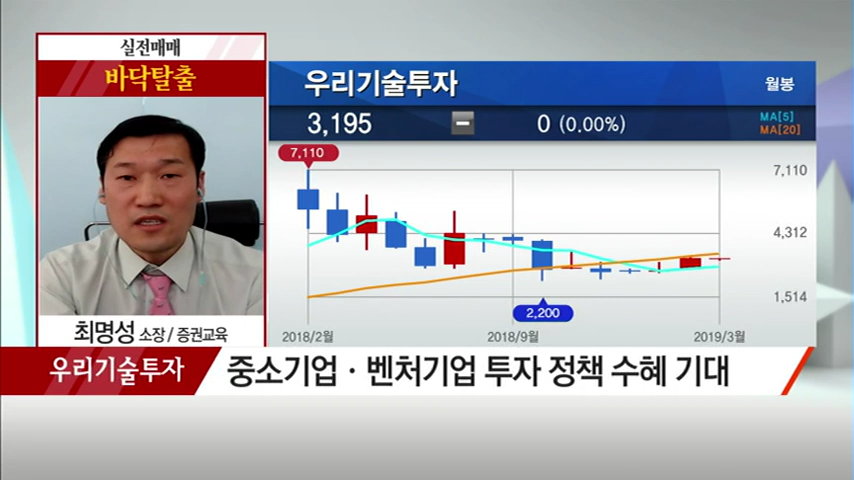 실전매매
바닥탈출
최명성 소장 / 증권교육
우리기술투자
월봉
3,195
0 (0.00%)
MA[5]
MA[20]
7,110
7,110
4,312
1,514
2,200
2018/2월
2018/9월
2019/3월
우리기술투자
중소기업 · 벤처기업 투자 정책 수혜 기대